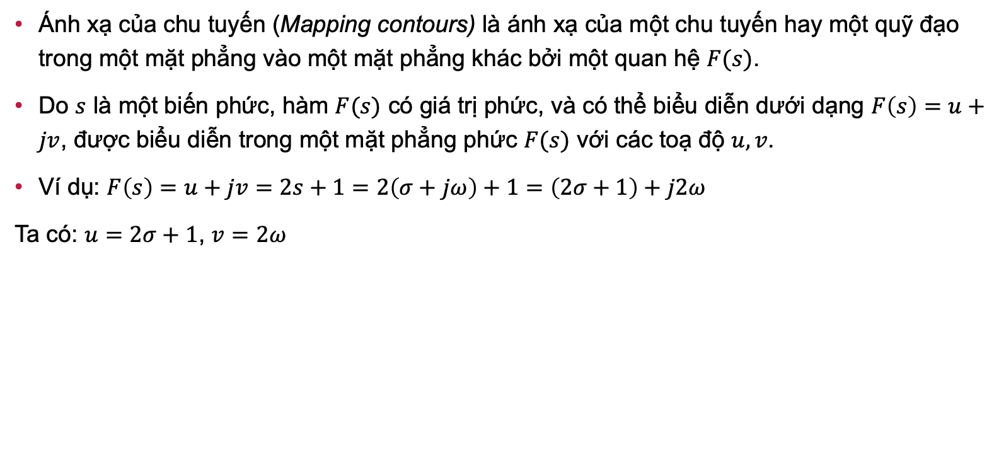 • Ánh xạ của chu tuyến (Mapping contours) là ánh xạ của một chu tuyến hay một quỹ đạo
trong một mặt phẳng vào một mặt phẳng khác bởi một quan hệ 𝐹(𝑠).
• Do 𝑠 là một biến phức, hàm 𝐹(𝑠) có giá trị phức, và có thể biểu diễn dưới dạng 𝐹(𝑠) = 𝑢 +
𝑗𝑣, được biểu diễn trong một mặt phẳng phức 𝐹(𝑠) với các toạ độ 𝑢, 𝑣.
• Ví dụ: 𝐹(𝑠) = 𝑢 + 𝑗𝑣 = 2𝑠 + 1 = 2(𝜎 + 𝑗𝜔) + 1 = (2𝜎 + 1) + 𝑗2𝜔
Ta có: 𝑢 = 2𝜎 + 1, 𝑣 = 2𝜔